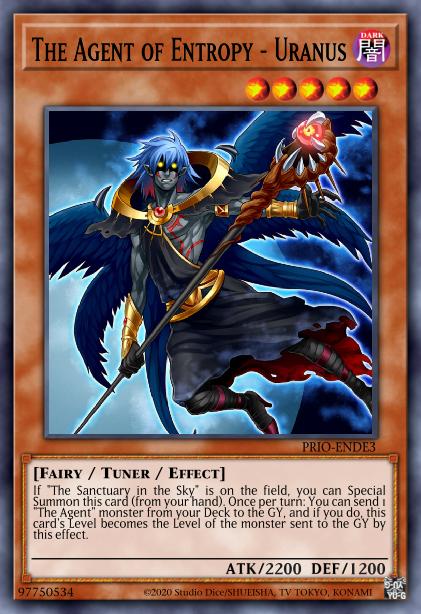 THE AGENT OF ENTROPY - URANUS
DARK
闇
PRIO-ENDE3
[FAIRY / TUNER / EFFECT]
If "The Sanctuary in the Sky" is on the field, you can Special
Summon this card (from your hand). Once per turn: You can send 1
"The Agent" monster from your Deck to the GY, and if you do, this
card's Level becomes the Level of the monster sent to the GY by
this effect.
ATK/2200 DEF/1200
97750534
©2020 Studio Dice/SHUEISHA, TV TOKYO, KONAMI